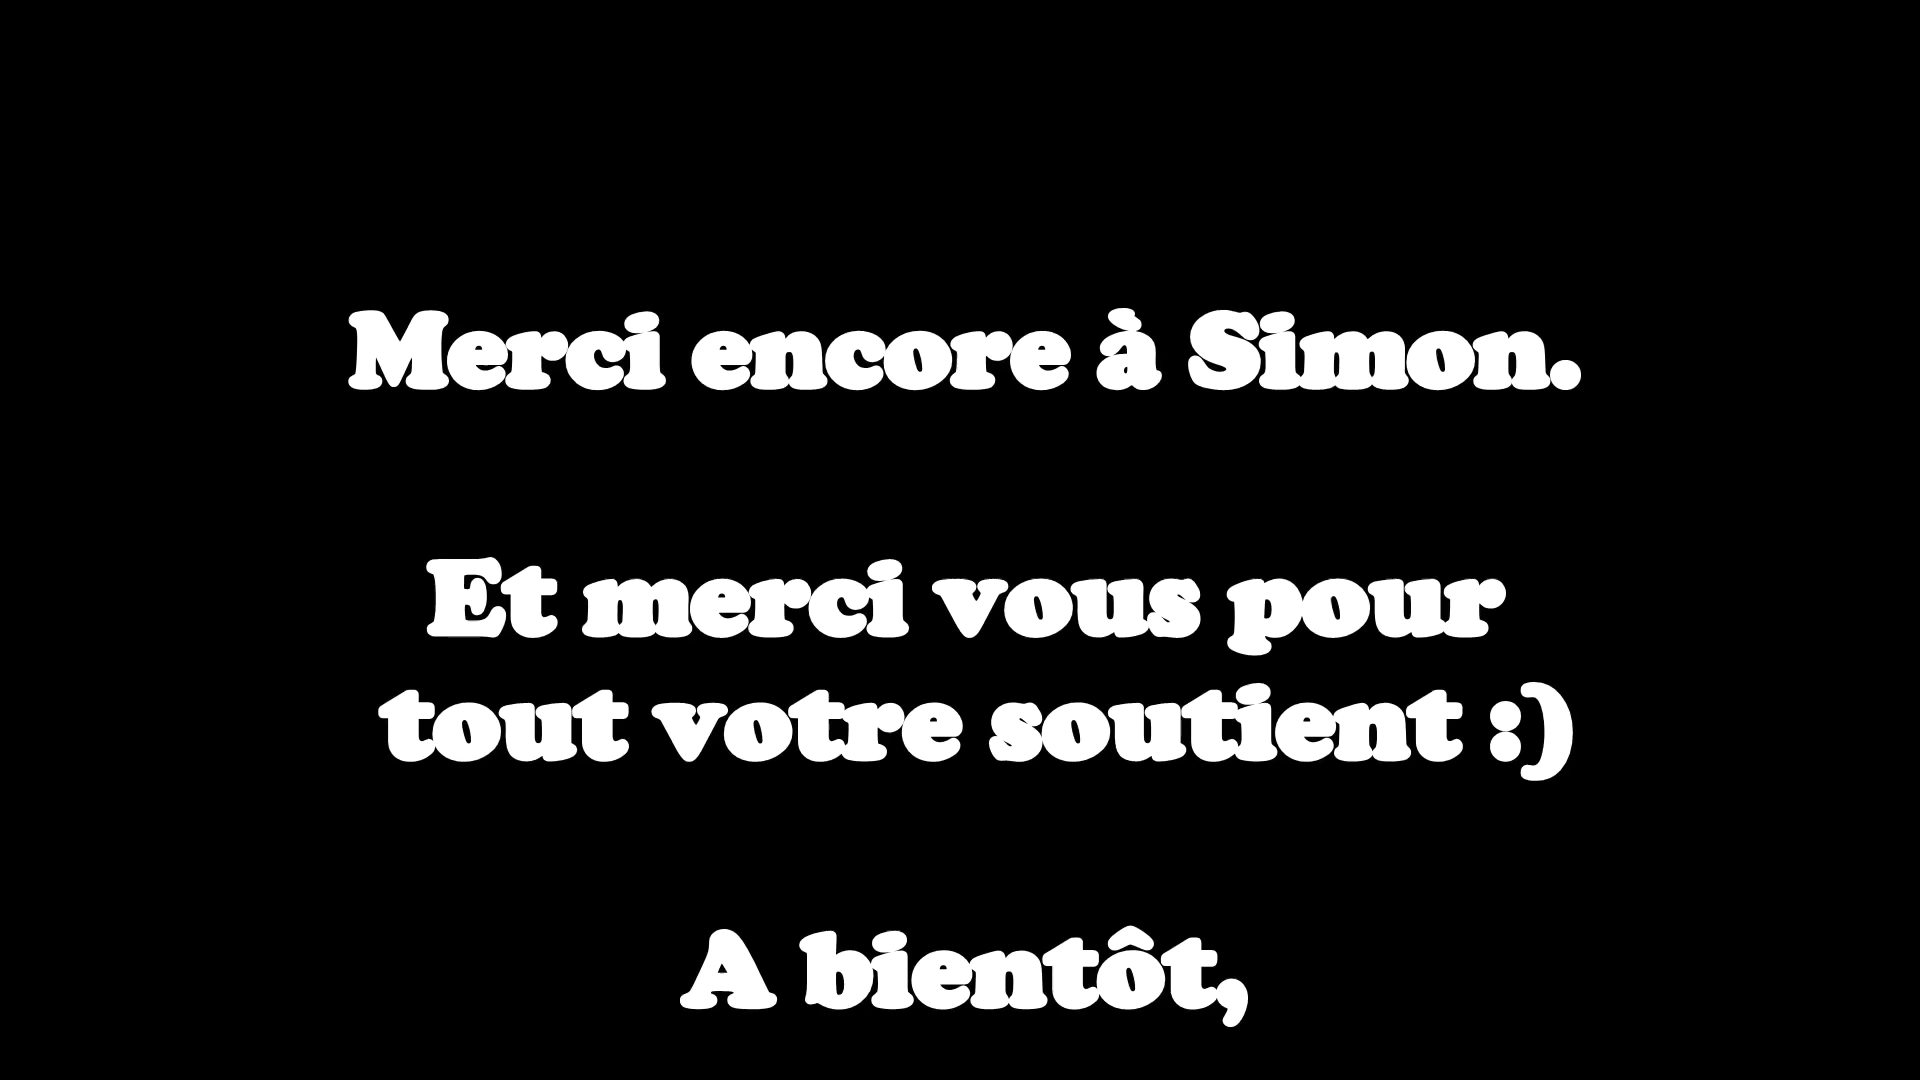 Merci encore à Simon.
Et merci vous pour
tout votre soutient :)
A bientôt,